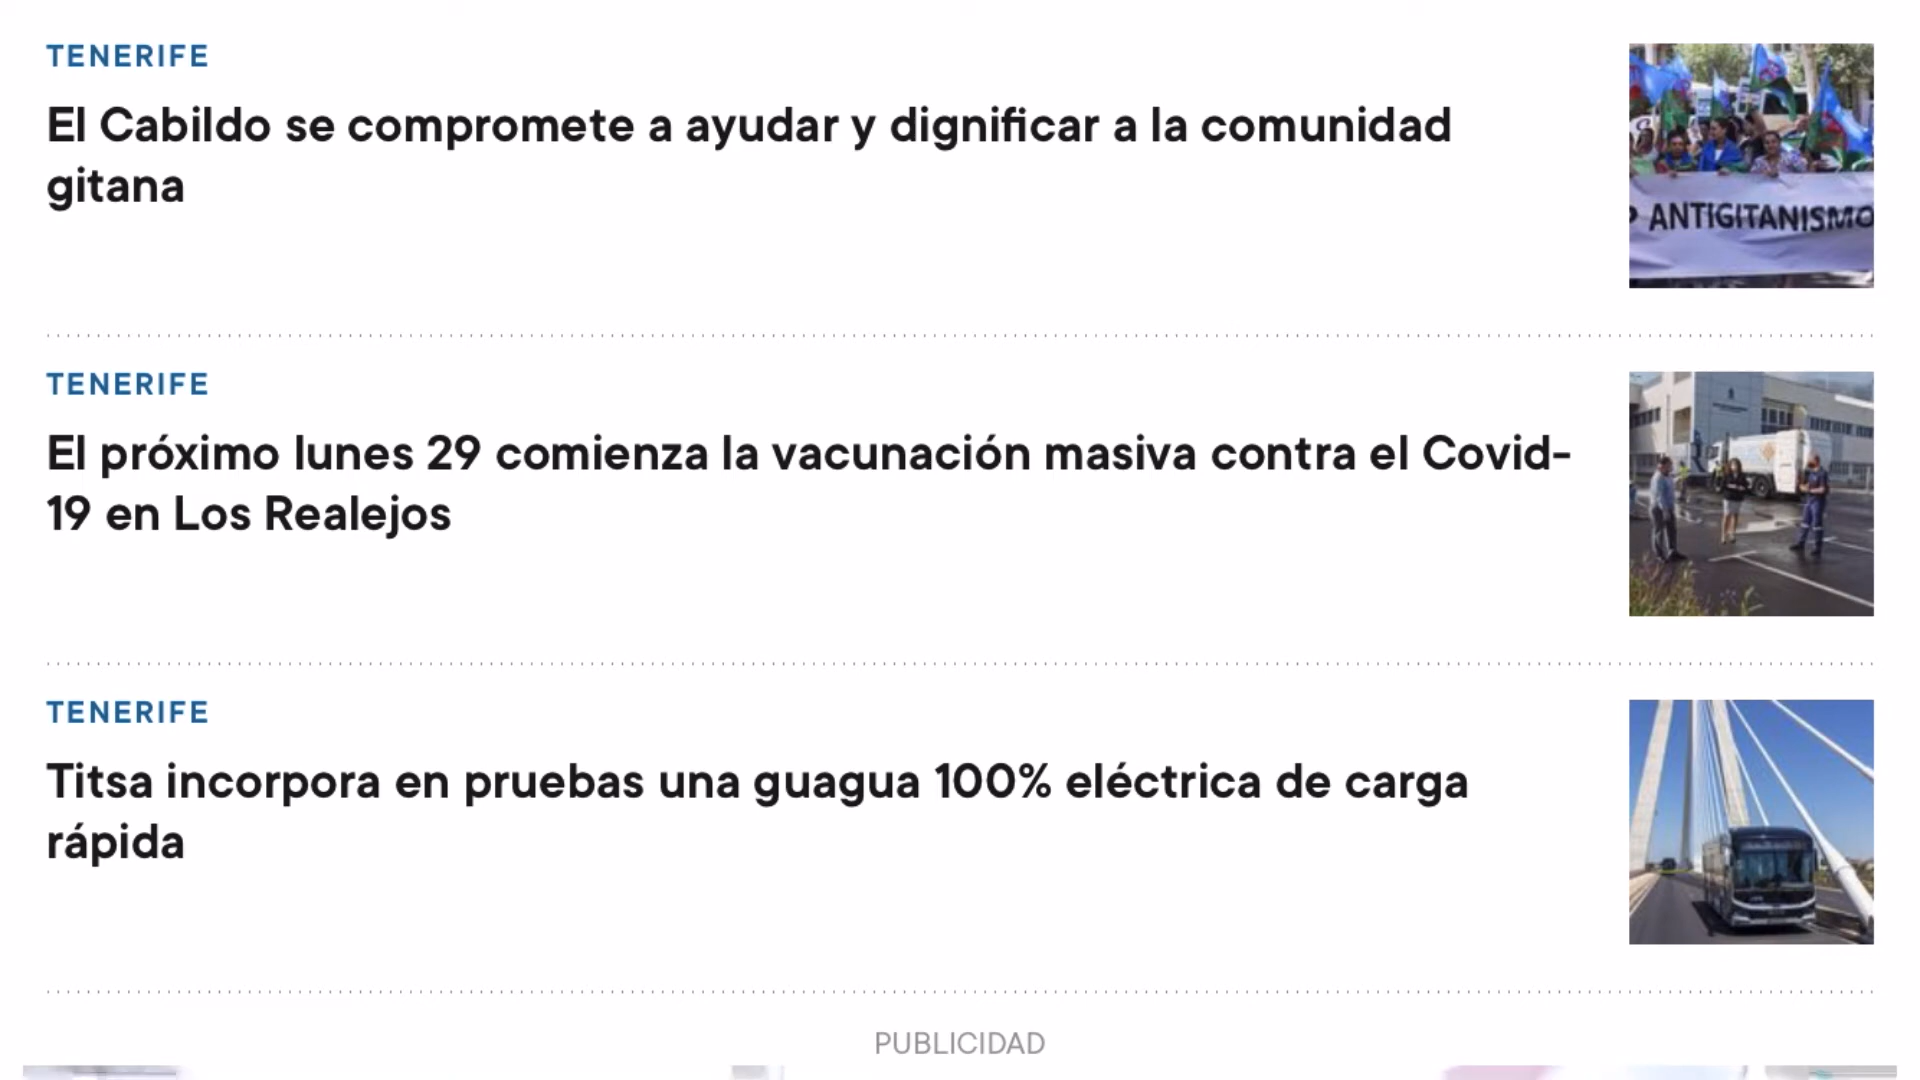 TENERIFE
El Cabildo se compromete a ayudar y dignificar a la comunidad
gitana
ANTIGITANISMO
TENERIFE
El próximo lunes 29 comienza la vacunación masiva contra el Covid-
19 en Los Realejos
TENERIFE
Titsa incorpora en pruebas una guagua 100% eléctrica de carga
rápida
PUBLICIDAD